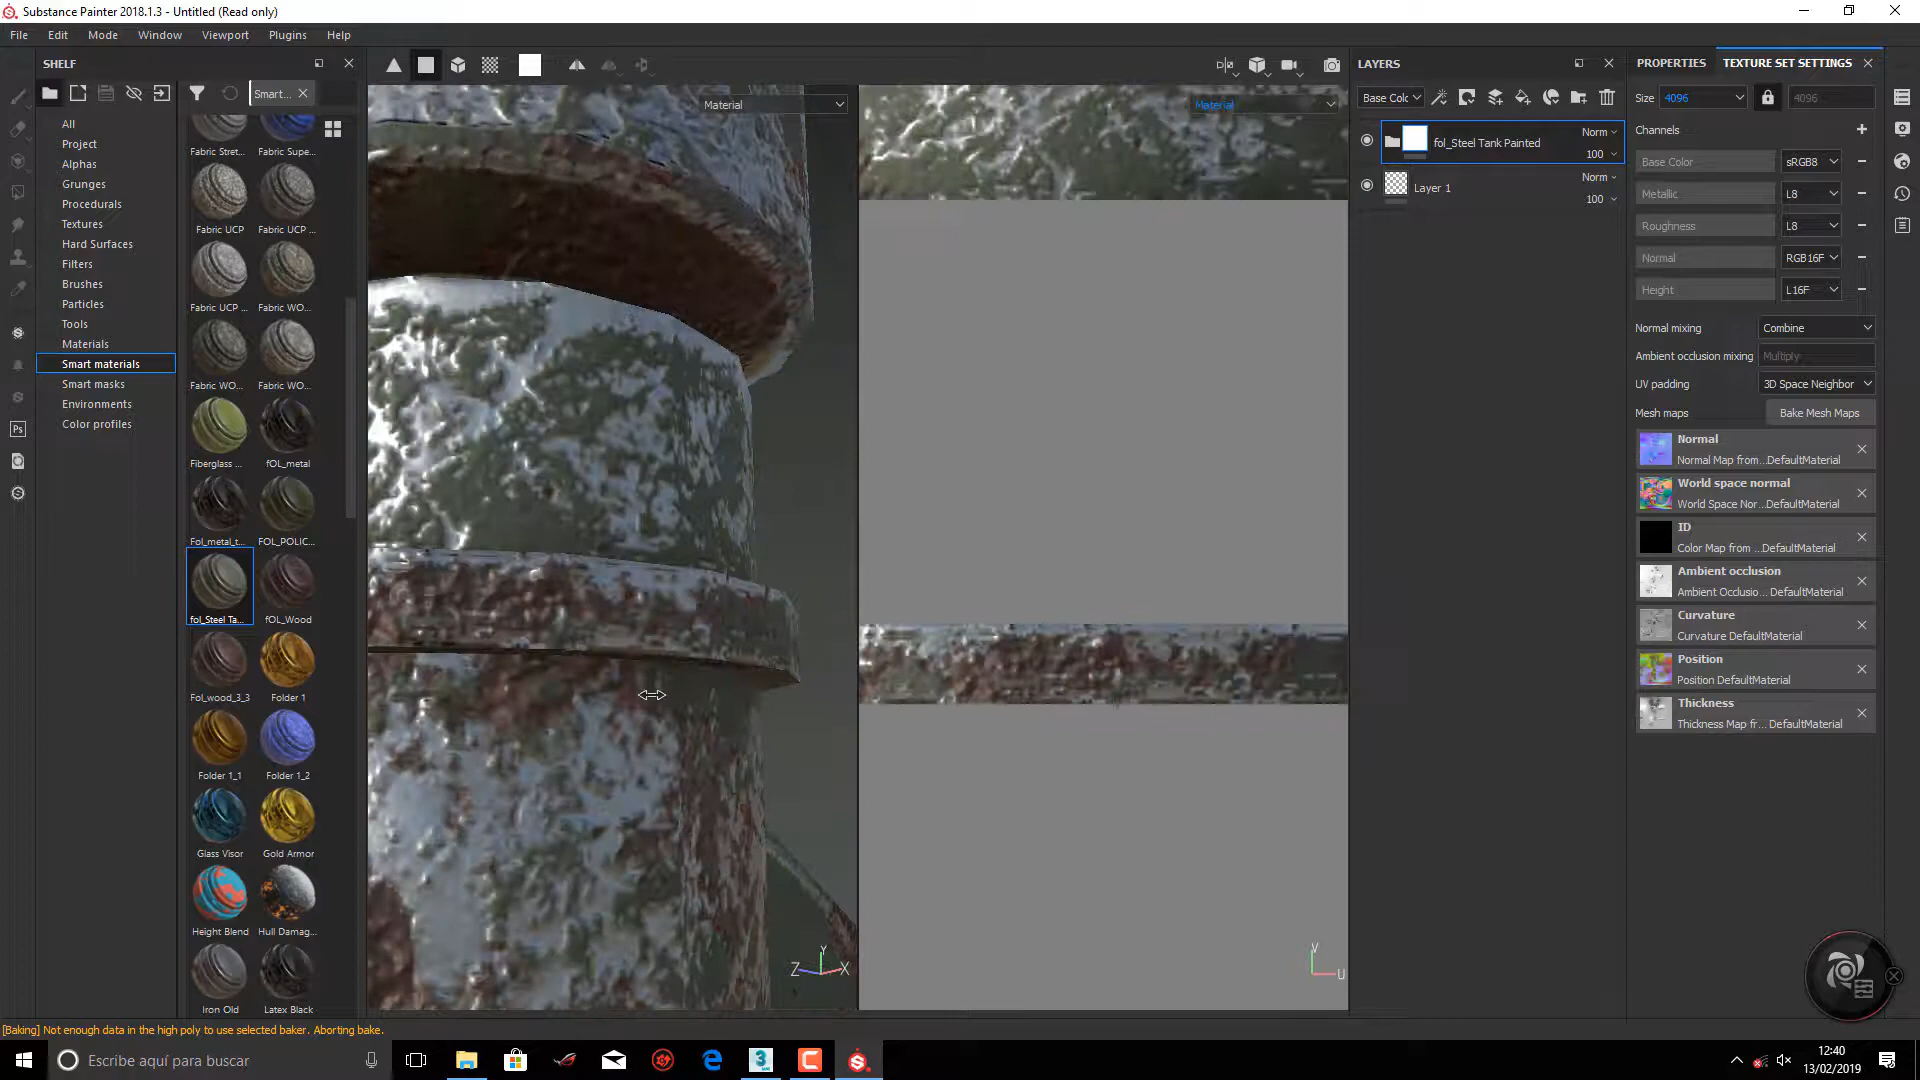 Substance Painter 2018.1.3 - Untitled (Read only)
File Edit Mode Window Viewport Plugins Help
SHELF
Smart...
All
Project
Alphas
Grunges
Procedurals
Textures
Hard Surfaces
Filters
Brushes
Particles
Tools
Materials
Smart materials
Smart masks
Environments
Color profiles
Fabric Stret... Fabric Supe...
Fabric UCP Fabric UCP ...
Fabric UCP ... Fabric WO...
Fabric WO... Fabric WO...
Fiberglass ... fOL_metal
Fol_metal_t... FOL_POLIC...
fol_Steel Ta... fOL_Wood
Fol_wood_3_3 Folder 1
Folder 1_1 Folder 1_2
Glass Visor Gold Armor
Height Blend Hull Damag...
Iron Old Latex Black
Material
Material
Y
Z X
V
U
LAYERS
Base Colc
fol_Steel Tank Painted
Norm
100
Layer 1
Norm
100
PROPERTIES TEXTURE SET SETTINGS
Size 4096 4096
Channels
Base Color sRGB8
Metallic L8
Roughness L8
Normal RGB16F
Height L16F
Normal mixing Combine
Ambient occlusion mixing Multiply
UV padding 3D Space Neighbor
Mesh maps Bake Mesh Maps
Normal
Normal Map from...DefaultMaterial
World space normal
World Space Nor...DefaultMaterial
ID
Color Map from ...DefaultMaterial
Ambient occlusion
Ambient Occlusio... DefaultMaterial
Curvature
Curvature DefaultMaterial
Position
Position DefaultMaterial
Thickness
Thickness Map fr... DefaultMaterial
Ps
[Baking] Not enough data in the high poly to use selected baker. Aborting bake.
Escribe aquí para buscar
12:40
13/02/2019